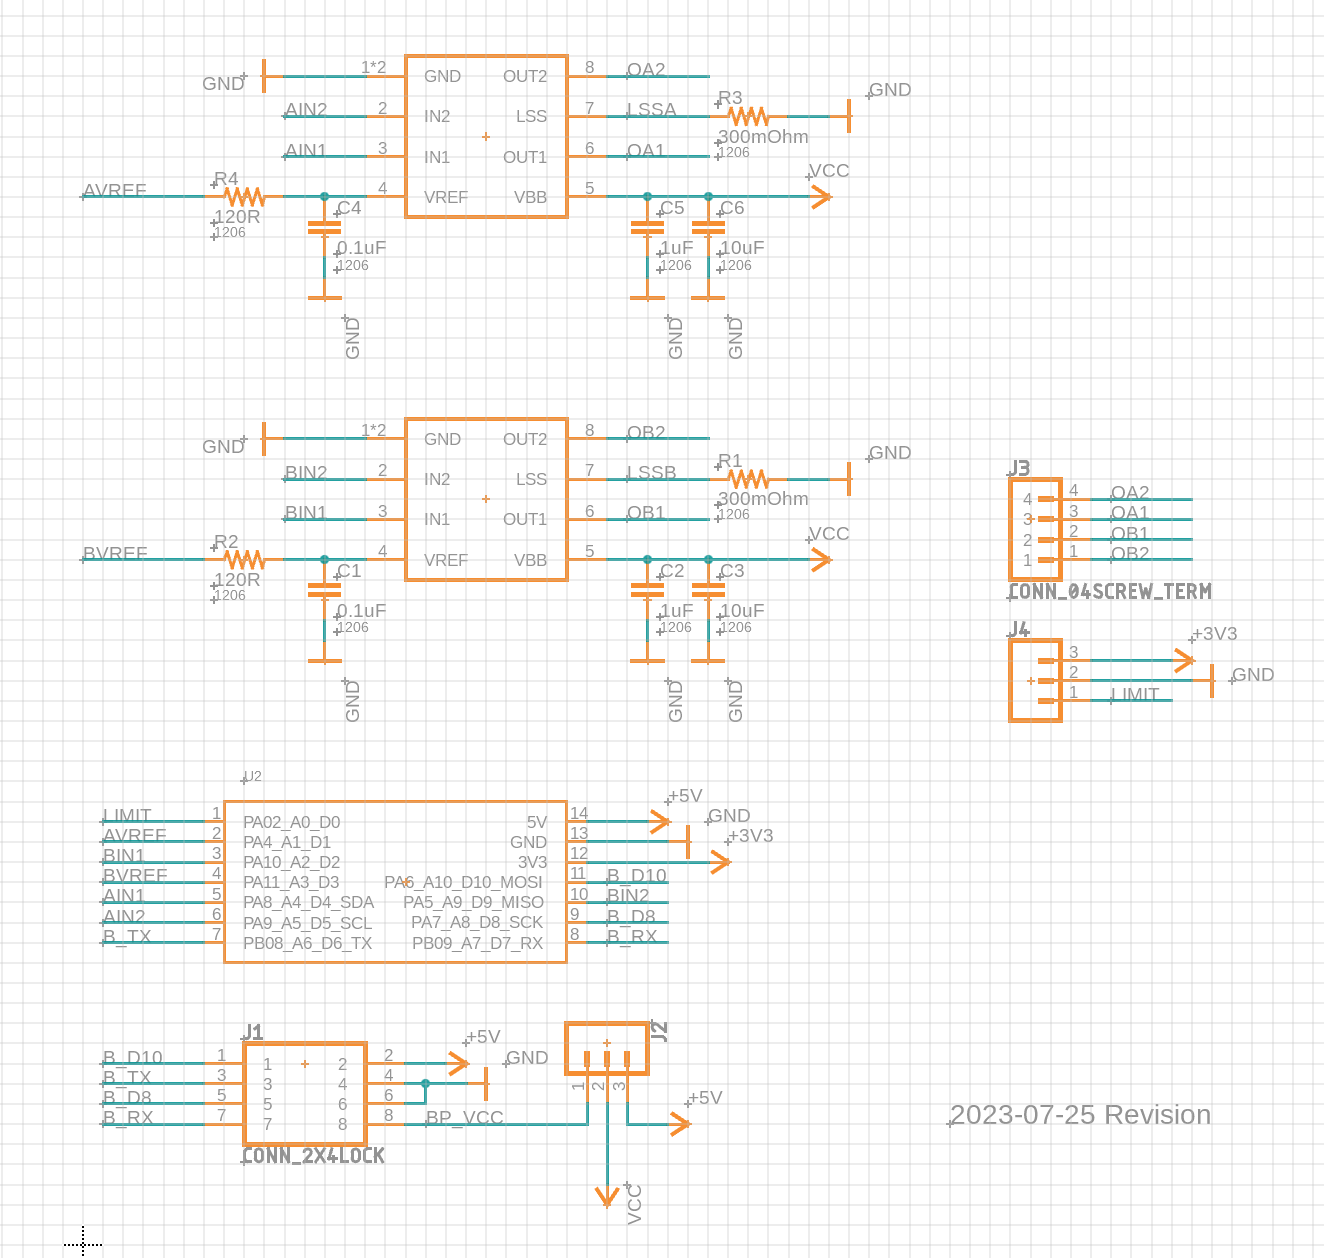 GND 1*2 GND OUT2 8 OA2
AIN2 2 IN2 LSS 7 LSSA R3 GND
300mOhm
1206
AIN1 3 IN1 OUT1 6 OA1
AVREF R4 4 VREF VBB 5 VCC
120R
1206
C4
0.1uF
1206
C5
1uF
1206
C6
10uF
1206
GND GND GND
GND 1*2 GND OUT2 8 OB2
BIN2 2 IN2 LSS 7 LSSB R1 GND
300mOhm
1206
BIN1 3 IN1 OUT1 6 OB1
BVREF R2 4 VREF VBB 5 VCC
120R
1206
C1
0.1uF
1206
C2
1uF
1206
C3
10uF
1206
GND GND GND
J3
4 4 OA2
3 3 OA1
2 2 OB1
1 1 OB2
CONN_04SCREW_TERM
J4
3 +3V3
2 GND
1 LIMIT
U2
LIMIT 1 PA02_A0_D0 5V 14 +5V
AVREF 2 PA4_A1_D1 GND 13 GND
BIN1 3 PA10_A2_D2 3V3 12 +3V3
BVREF 4 PA11_A3_D3 PA6_A10_D10_MOSI 11 B_D10
AIN1 5 PA8_A4_D4_SDA PA5_A9_D9_MISO 10 BIN2
AIN2 6 PA9_A5_D5_SCL PA7_A8_D8_SCK 9 B_D8
B_TX 7 PB08_A6_D6_TX PB09_A7_D7_RX 8 B_RX
J1
B_D10 1 1 2 2 +5V
B_TX 3 3 4 4 GND
B_D8 5 5 6 6
B_RX 7 7 8 8 BP_VCC
CONN_2X4LOCK
J2
1 2 3
+5V
VCC
2023-07-25 Revision